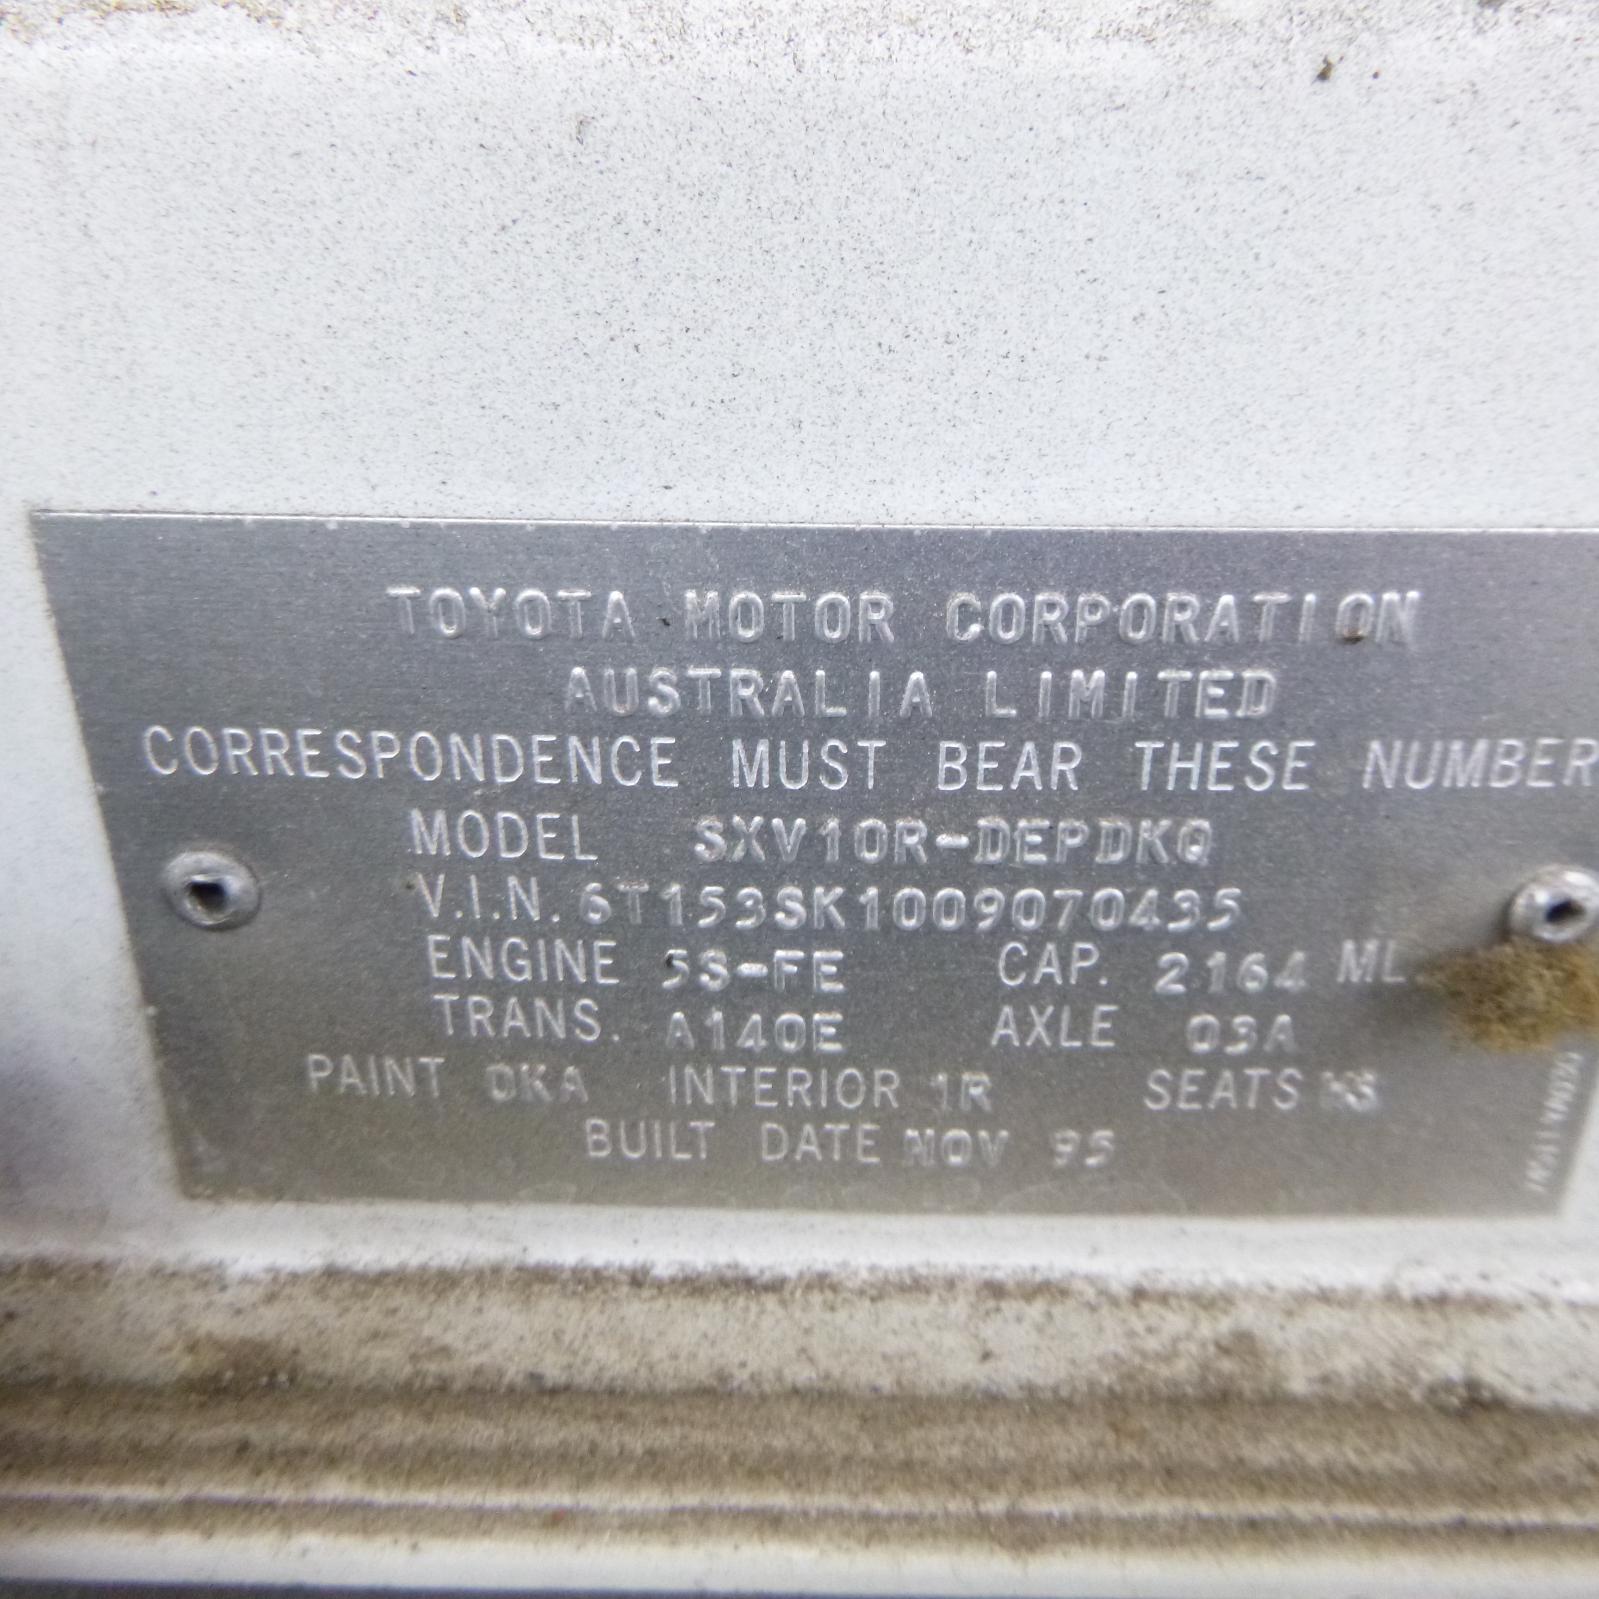 TOYOTA MOTOR CORPORATION
AUSTRALIA LIMITED
CORRESPONDENCE MUST BEAR THESE NUMBER
MODEL SXV10R-DEPDKQ
V.I.N. 6T153SK1009070435
ENGINE 5S-FE CAP. 2164 ML.
TRANS. A140E AXLE 03A
PAINT 0KA INTERIOR 1R SEATS
BUILT DATE NOV 95